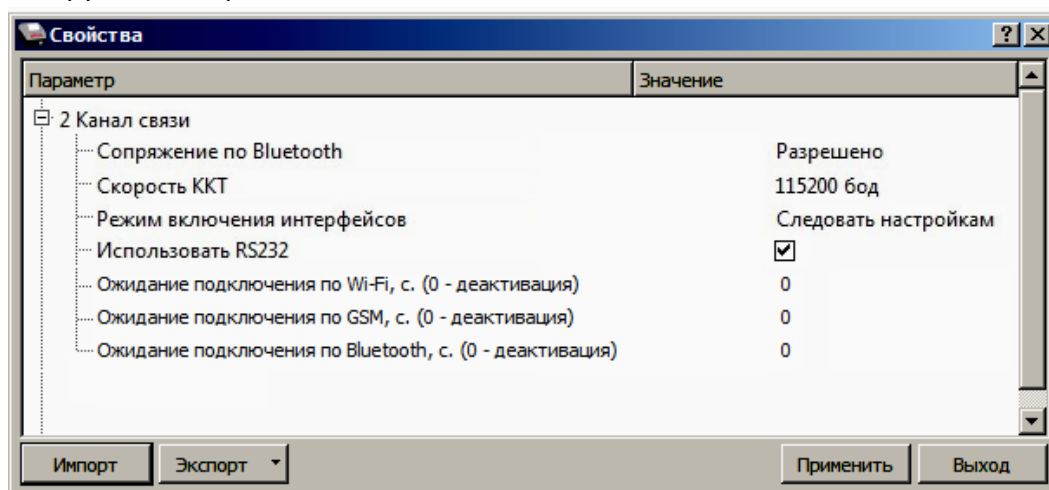 Свойства
Параметр Значение
2 Канал связи
Сопряжение по Bluetooth Разрешено
Скорость ККТ 115200 бод
Режим включения интерфейсов Следовать настройкам
Использовать RS232
Ожидание подключения по Wi-Fi, с. (0 - деактивация) 0
Ожидание подключения по GSM, с. (0 - деактивация) 0
Ожидание подключения по Bluetooth, с. (0 - деактивация) 0
Импорт Экспорт Применить Выход